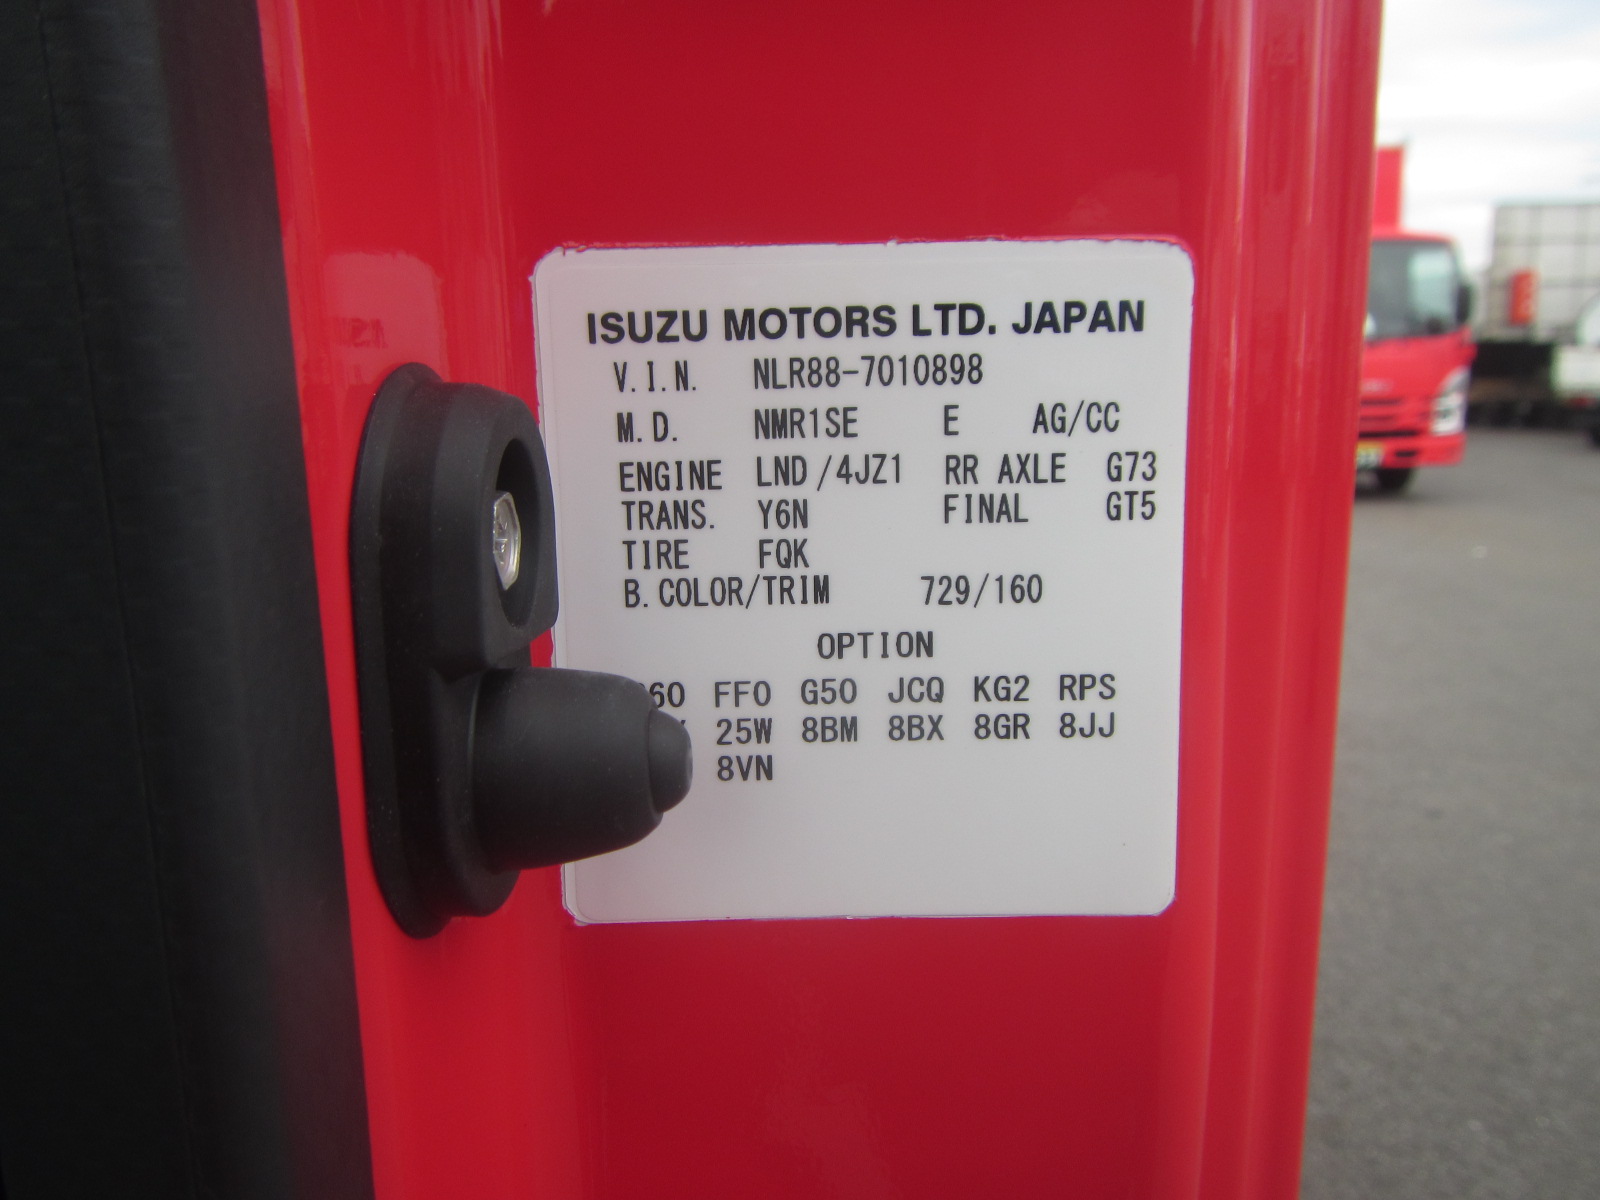 ISUZU MOTORS LTD. JAPAN
V.I.N. NLR88-7010898
M.D. NMR1SE E AG/CC
ENGINE LND/4JZ1 RR AXLE G73
TRANS. Y6N FINAL GT5
TIRE FQK
B.COLOR/TRIM 729/160
OPTION
FF0 G50 JCQ KG2 RPS
25W 8BM 8BX 8GR 8JJ
8VN